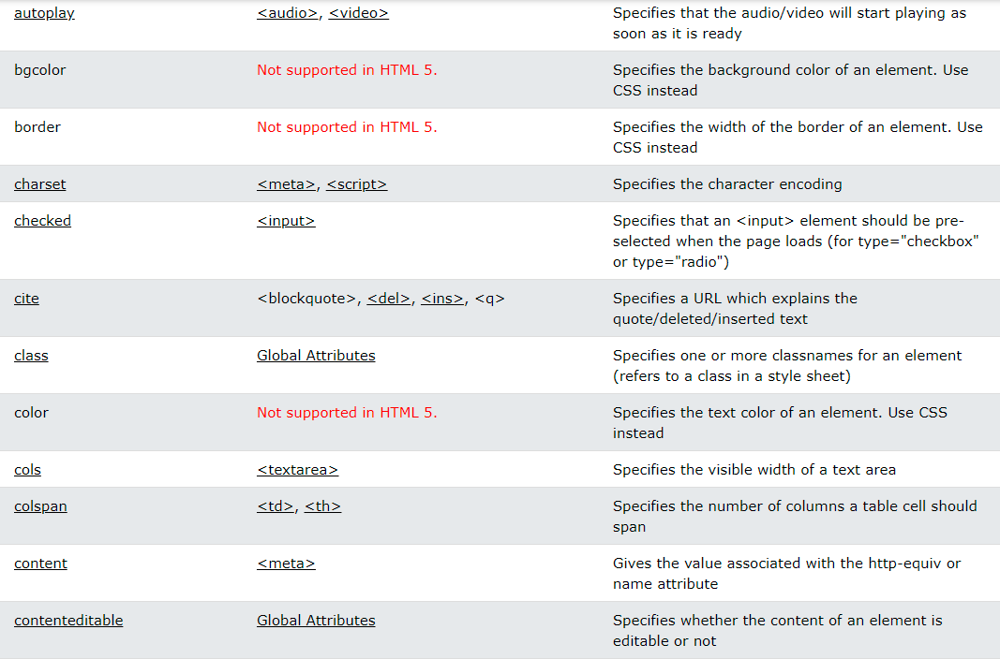 autoplay <audio>, <video> Specifies that the audio/video will start playing as
soon as it is ready
bgcolor Not supported in HTML 5. Specifies the background color of an element. Use
CSS instead
border Not supported in HTML 5. Specifies the width of the border of an element. Use
CSS instead
charset <meta>, <script> Specifies the character encoding
checked <input> Specifies that an <input> element should be pre-
selected when the page loads (for type="checkbox"
or type="radio")
cite <blockquote>, <del>, <ins>, <q> Specifies a URL which explains the
quote/deleted/inserted text
class Global Attributes Specifies one or more classnames for an element
(refers to a class in a style sheet)
color Not supported in HTML 5. Specifies the text color of an element. Use CSS
instead
cols <textarea> Specifies the visible width of a text area
colspan <td>, <th> Specifies the number of columns a table cell should
span
content <meta> Gives the value associated with the http-equiv or
name attribute
contenteditable Global Attributes Specifies whether the content of an element is
editable or not